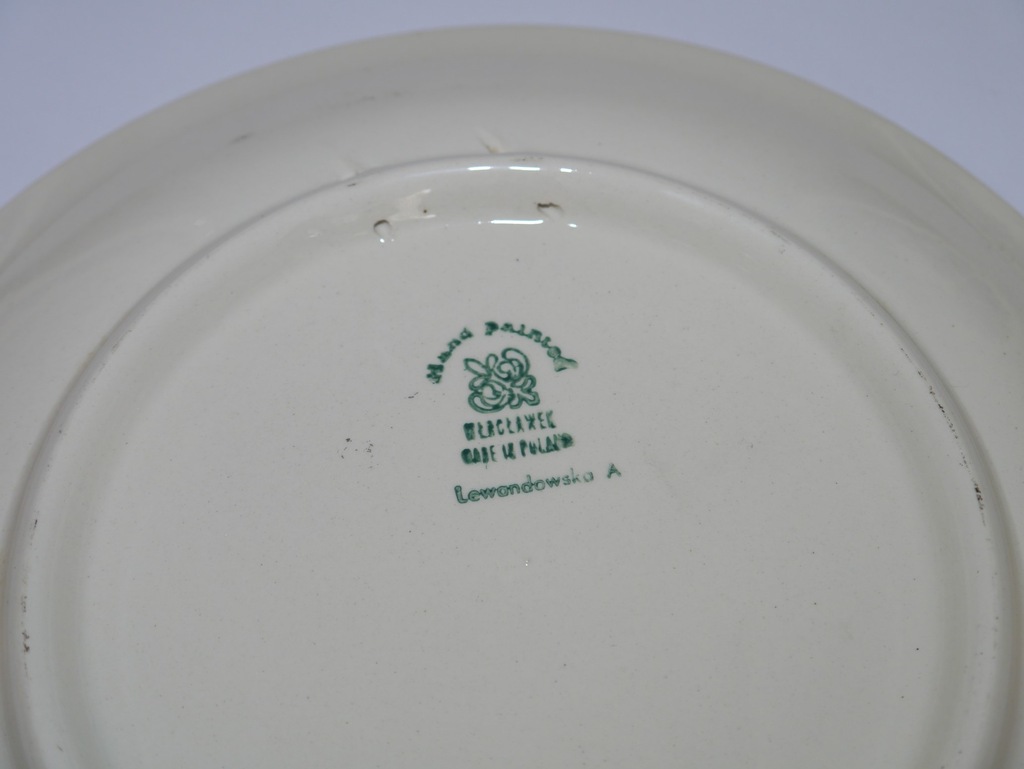 Hand Painted
WŁOCŁAWEK
MADE IN POLAND
Lewandowska A